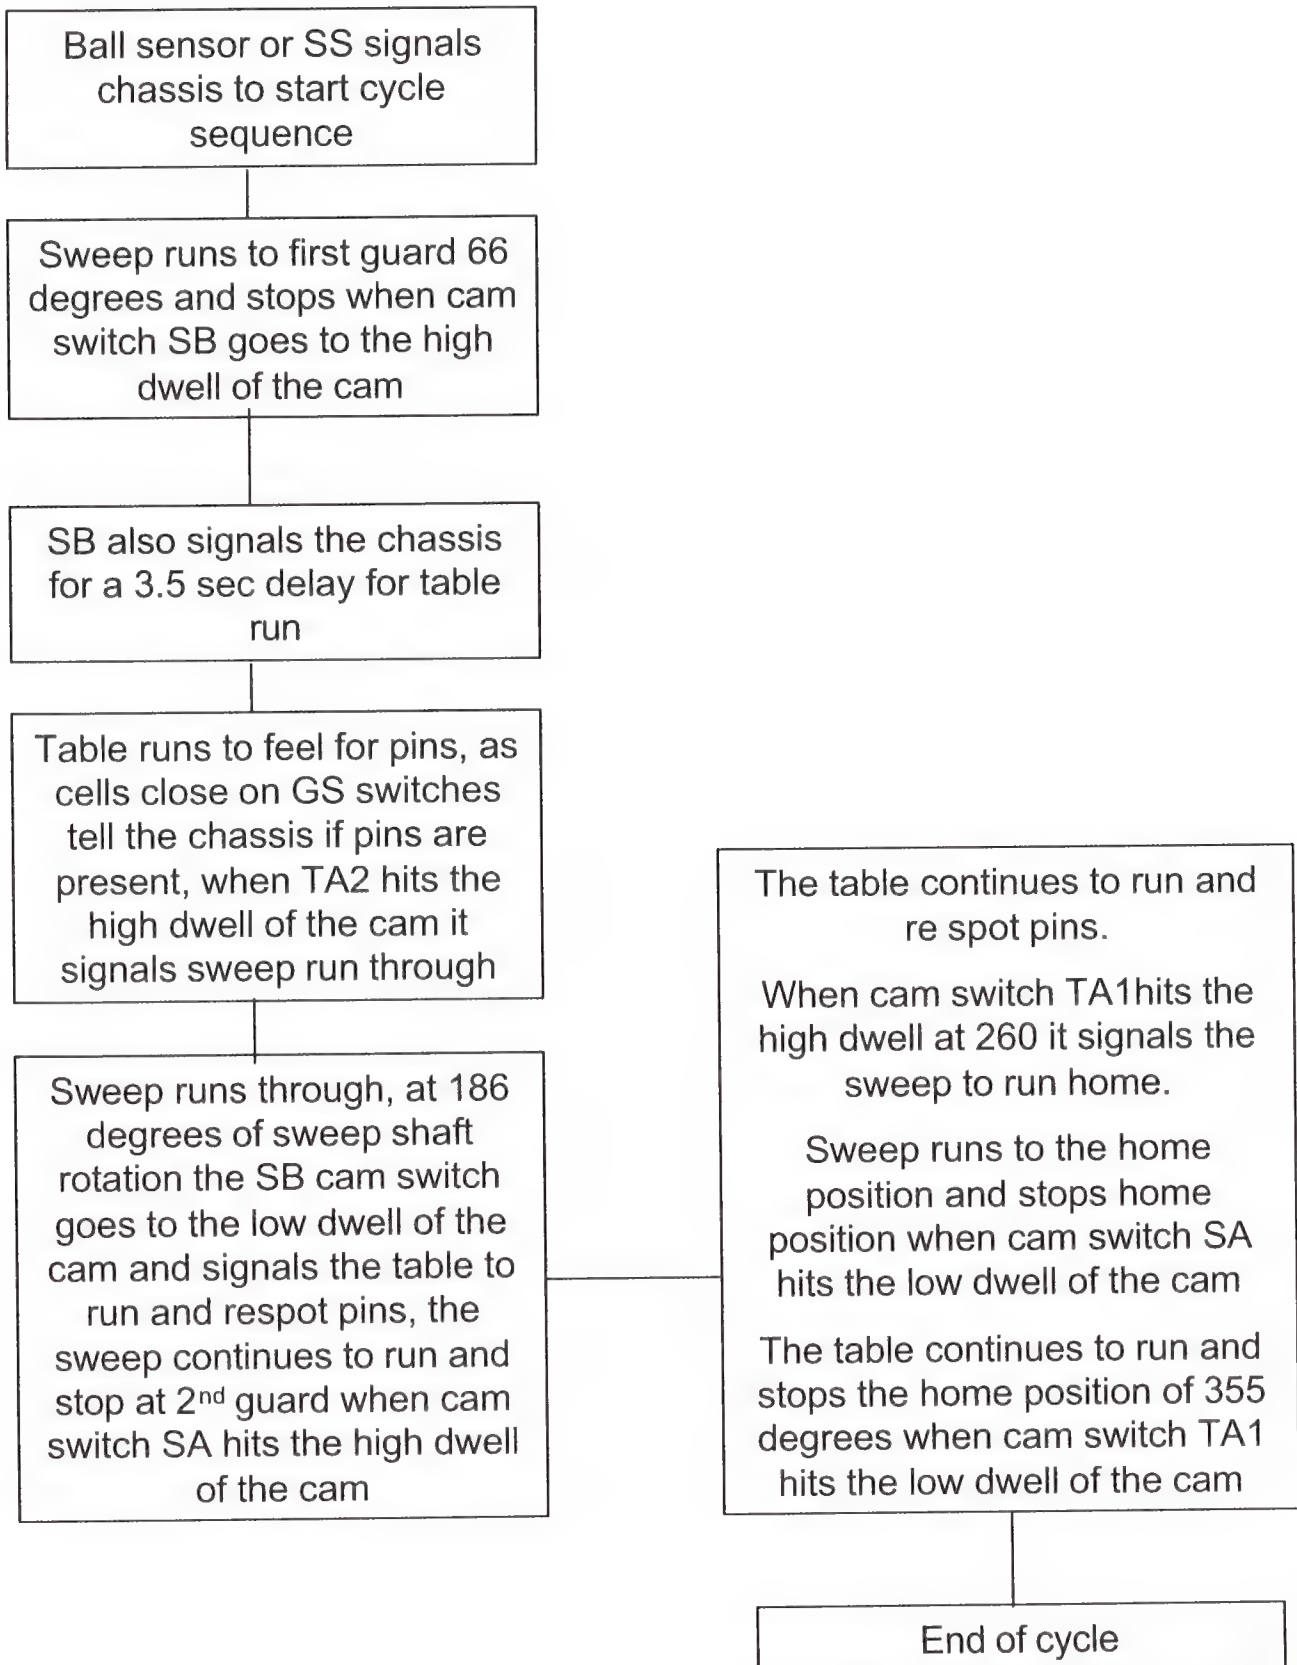 Ball sensor or SS signals
chassis to start cycle
sequence
Sweep runs to first guard 66
degrees and stops when cam
switch SB goes to the high
dwell of the cam
SB also signals the chassis
for a 3.5 sec delay for table
run
Table runs to feel for pins, as
cells close on GS switches
tell the chassis if pins are
present, when TA2 hits the
high dwell of the cam it
signals sweep run through
Sweep runs through, at 186
degrees of sweep shaft
rotation the SB cam switch
goes to the low dwell of the
cam and signals the table to
run and respot pins, the
sweep continues to run and
stop at 2nd guard when cam
switch SA hits the high dwell
of the cam
The table continues to run and
re spot pins.
When cam switch TA1hits the
high dwell at 260 it signals the
sweep to run home.
Sweep runs to the home
position and stops home
position when cam switch SA
hits the low dwell of the cam
The table continues to run and
stops the home position of 355
degrees when cam switch TA1
hits the low dwell of the cam
End of cycle